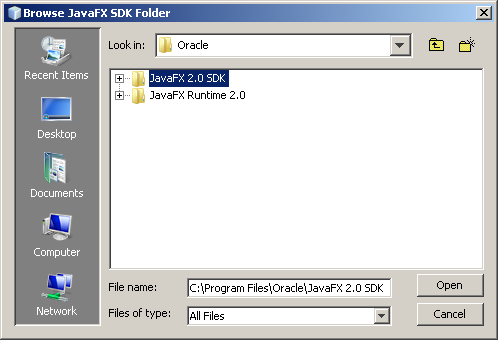 Browse JavaFX SDK Folder
Look in: Oracle
Recent Items
Desktop
Documents
Computer
Network
JavaFX 2.0 SDK
JavaFX Runtime 2.0
File name: C:\Program Files\Oracle\JavaFX 2.0 SDK
Open
Files of type: All Files
Cancel